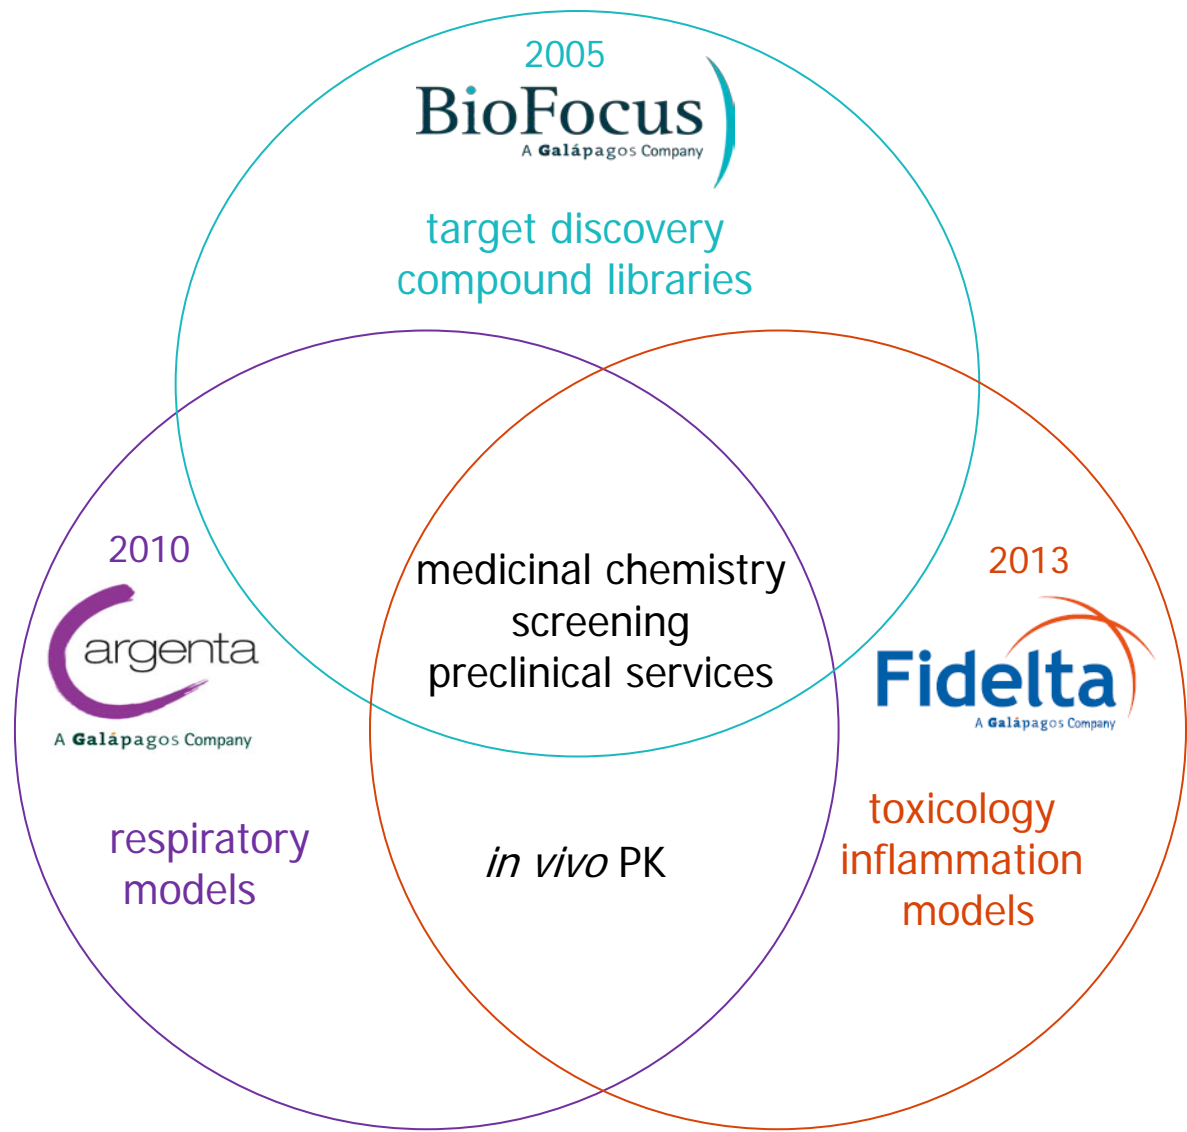 2005
BioFocus
A Galápagos Company
target discovery
compound libraries
2010
argenta
A Galápagos Company
respiratory
models
medicinal chemistry
screening
preclinical services
in vivo PK
2013
Fidelta
A Galápagos Company
toxicology
inflammation
models